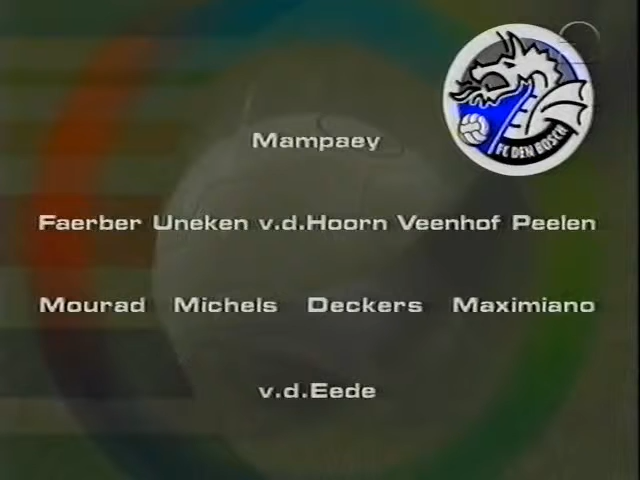 FC DEN BOSCH
Mampaey
Faerber Uneken v.d.Hoorn Veenhof Peelen
Mourad Michels Deckers Maximiano
v.d.Eede